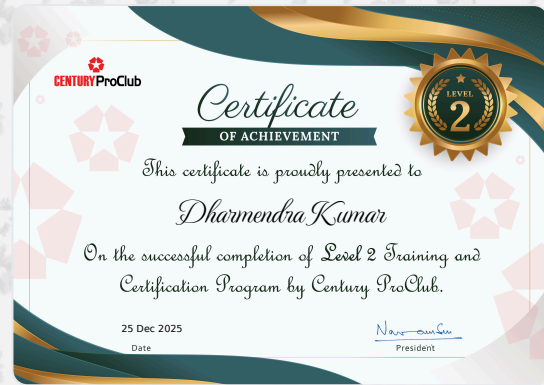 CENTURY ProClub
LEVEL
2
Certificate
OF ACHIEVEMENT
This certificate is proudly presented to
Dharmendra Kumar
On the successful completion of Level 2 Training and
Certification Program by Century ProClub.
25 Dec 2025
Date
President